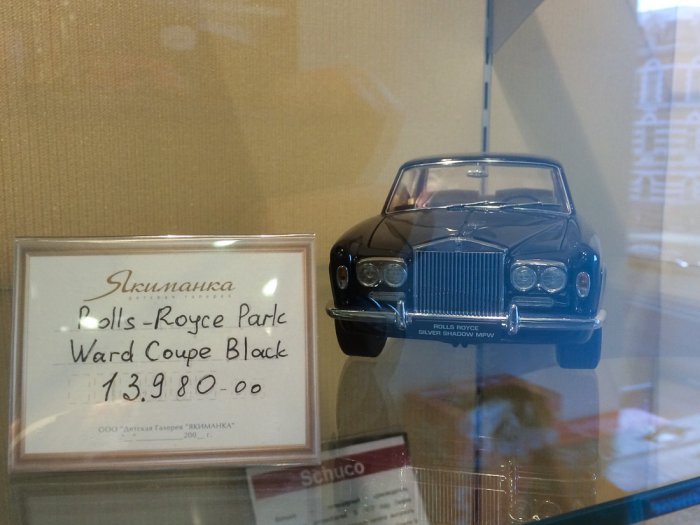 Якиманка
ДЕТСКАЯ ГАЛЕРЕЯ
Rolls-Royce Park
Ward Coupe Black
13.980-00
ООО "Детская Галерея "ЯКИМАНКА"
200__ г.
ROLLS ROYCE
SILVER SHADOW MPW
Schuco